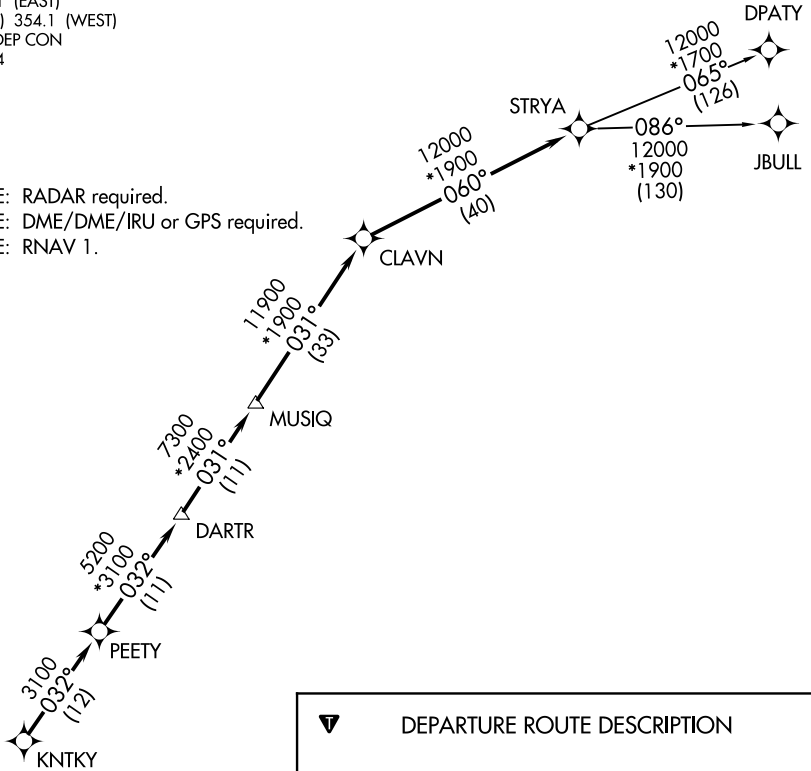 (EAST)
) 354.1 (WEST)
DEP CON
4
DPATY
12000
*1700
065°
(126)
STRYA
086°
12000
*1900
(130)
JBULL
12000
*1900
060°
(40)
E: RADAR required.
E: DME/DME/IRU or GPS required.
E: RNAV 1.
CLAVN
11900
*1900
031°
(33)
MUSIQ
7300
*2400
031°
(11)
DARTR
5200
*3100
032°
(11)
PEETY
3100
032°
(12)
KNTKY
T DEPARTURE ROUTE DESCRIPTION